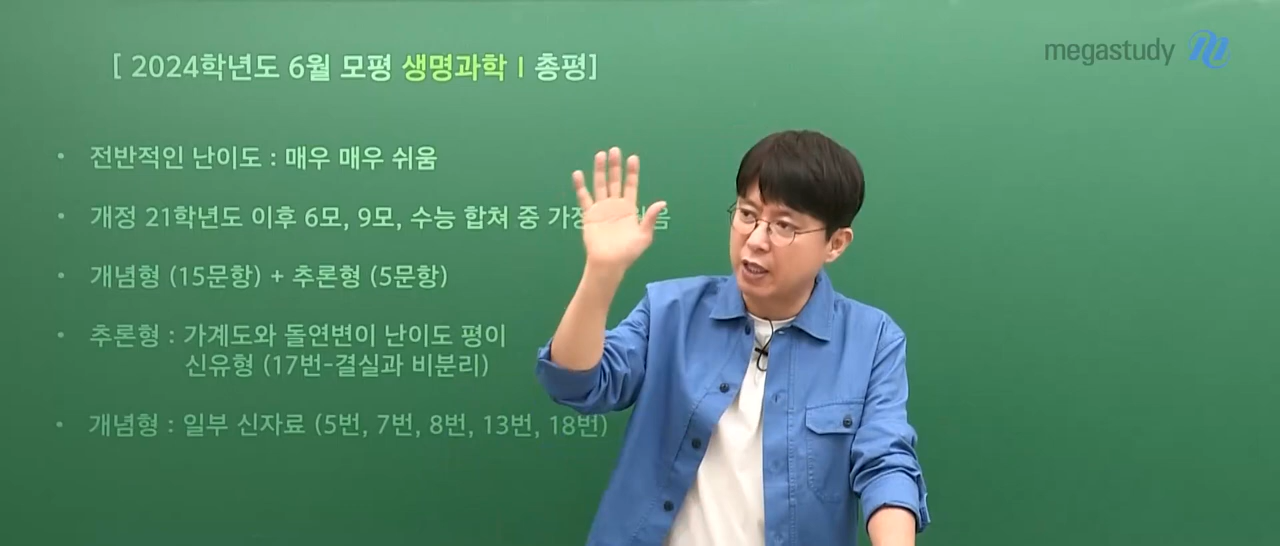 megastudy
[ 2024학년도 6월 모평 생명과학Ⅰ총평]
• 전반적인 난이도 : 매우 매우 쉬움
• 개정 21학년도 이후 6모, 9모, 수능 합쳐 중
• 개념형 (15문항) + 추론형 (5문항)
• 추론형 : 가계도와 돌연변이 난이도 평이
신유형 (17번-결실과 비분리)
• 개념형 : 일부 신자료 (5번, 7번, 8번, 13번, 18번)